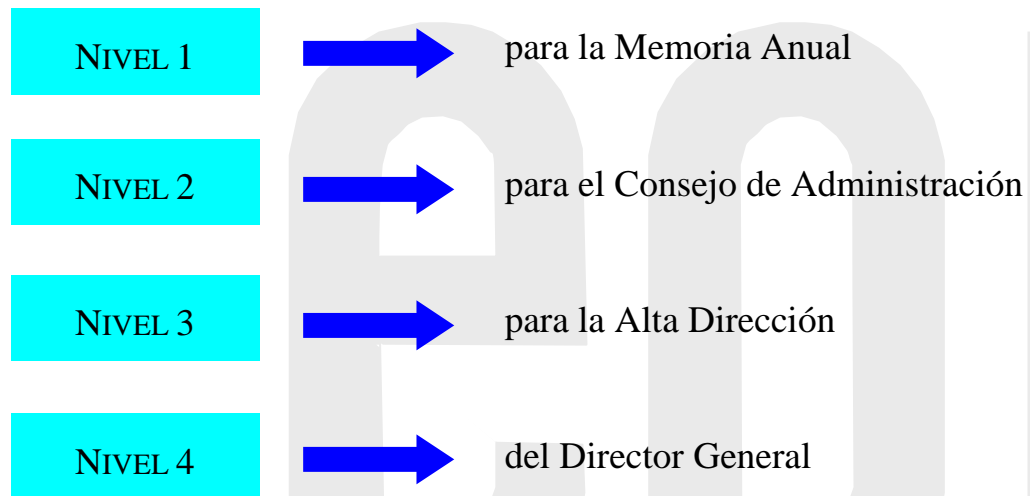 NIVEL 1 para la Memoria Anual
NIVEL 2 para el Consejo de Administración
NIVEL 3 para la Alta Dirección
NIVEL 4 del Director General